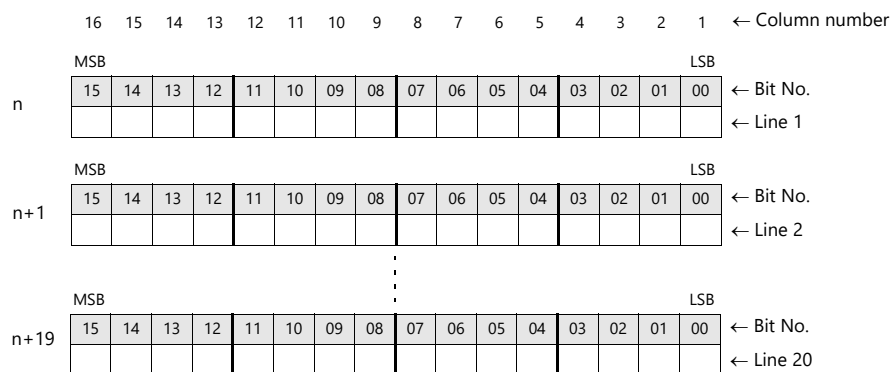 16 15 14 13 12 11 10 9 8 7 6 5 4 3 2 1 ← Column number
MSB LSB
n
15 14 13 12 11 10 09 08 07 06 05 04 03 02 01 00 ← Bit No.
← Line 1
MSB LSB
n+1
15 14 13 12 11 10 09 08 07 06 05 04 03 02 01 00 ← Bit No.
← Line 2
MSB LSB
n+19
15 14 13 12 11 10 09 08 07 06 05 04 03 02 01 00 ← Bit No.
← Line 20